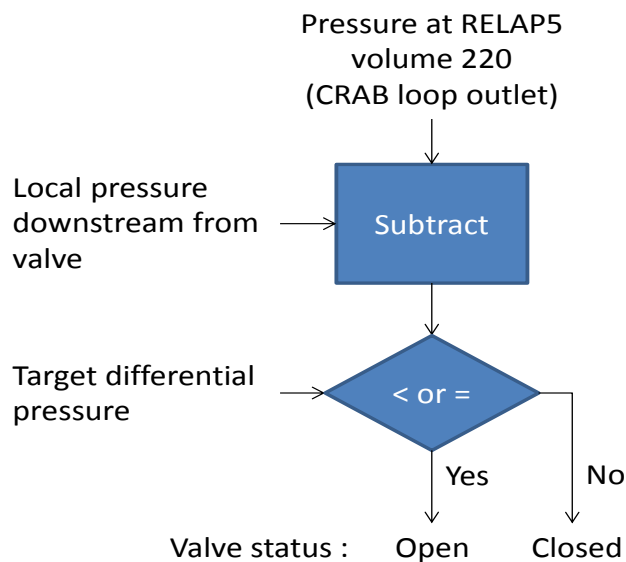 Pressure at RELAP5
volume 220
(CRAB loop outlet)
Local pressure
downstream from
valve
Subtract
Target differential
pressure
< or =
Yes
No
Valve status : Open Closed